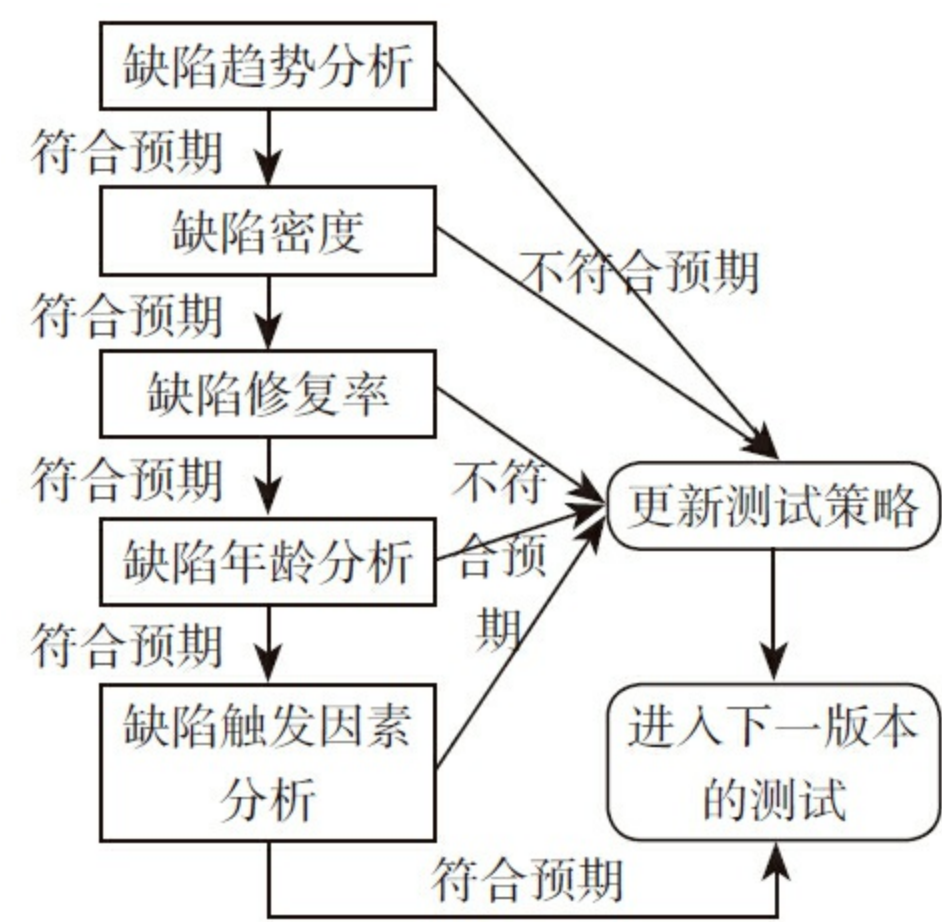 缺陷趋势分析
符合预期
缺陷密度
不符合预期
符合预期
缺陷修复率
符合预期
不符
合预
期
更新测试策略
缺陷年龄分析
符合预期
缺陷触发因素
分析
进入下一版本
的测试
符合预期